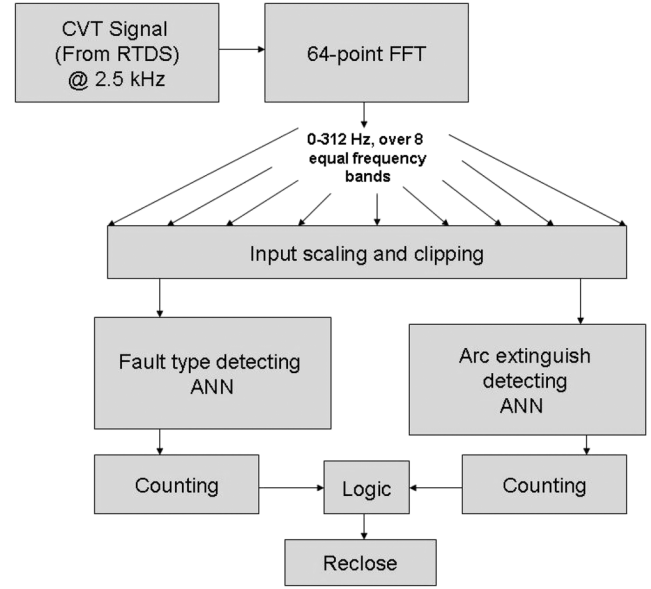 CVT Signal
(From RTDS)
@ 2.5 kHz
64-point FFT
0-312 Hz, over 8
equal frequency
bands
Input scaling and clipping
Fault type detecting
ANN
Arc extinguish
detecting
ANN
Counting
Logic
Counting
Reclose